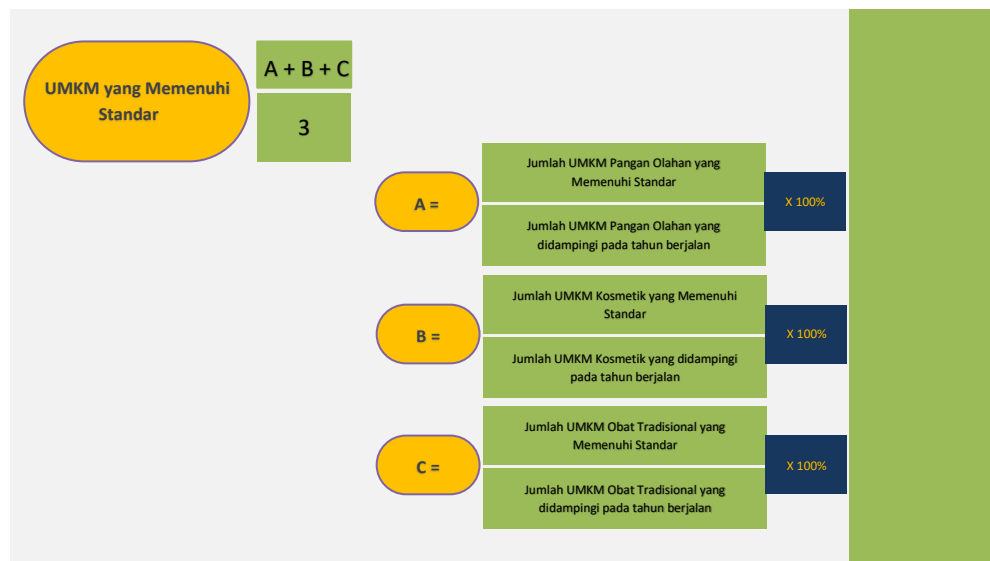 UMKM yang Memenuhi
Standar
A + B + C
3
A =
Jumlah UMKM Pangan Olahan yang
Memenuhi Standar
Jumlah UMKM Pangan Olahan yang
didampingi pada tahun berjalan
X 100%
B =
Jumlah UMKM Kosmetik yang Memenuhi
Standar
Jumlah UMKM Kosmetik yang didampingi
pada tahun berjalan
X 100%
C =
Jumlah UMKM Obat Tradisional yang
Memenuhi Standar
Jumlah UMKM Obat Tradisional yang
didampingi pada tahun berjalan
X 100%